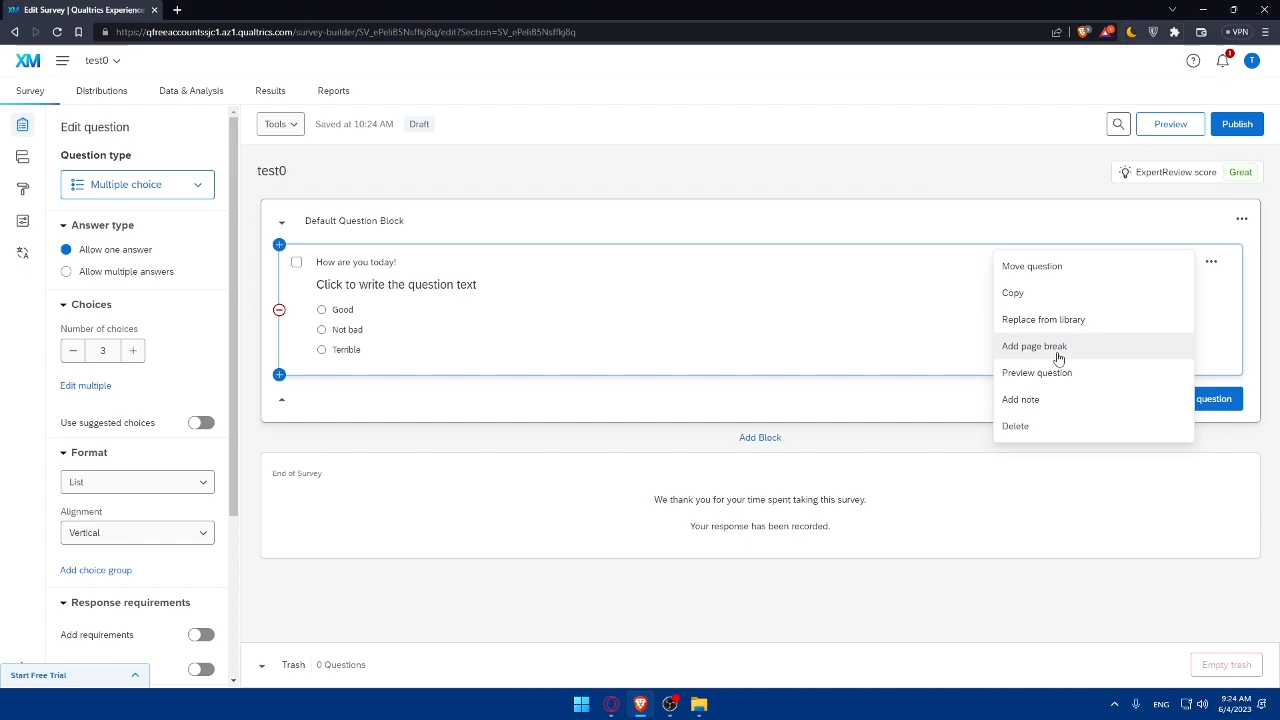 Edit Survey | Qualtrics Experience
https://qfreeaccountssjc1.az1.qualtrics.com/survey-builder/SV_ePeliB5Nsffkj8q/edit?Section=SV_ePeliB5Nsffkj8q
VPN
XM
test0
1
T
Survey
Distributions
Data & Analysis
Results
Reports
Edit question
Question type
Multiple choice
Answer type
Allow one answer
Allow multiple answers
Choices
Number of choices
3
Edit multiple
Use suggested choices
Format
List
Alignment
Vertical
Add choice group
Response requirements
Add requirements
Start Free Trial
Tools
Saved at 10:24 AM
Draft
Preview
Publish
test0
ExpertReview score
Great
Default Question Block
How are you today!
Click to write the question text
Good
Not bad
Terrible
Move question
Copy
Replace from library
Add page break
Preview question
Add note
Delete
question
Add Block
End of Survey
We thank you for your time spent taking this survey.
Your response has been recorded.
Trash
0 Questions
Empty trash
ENG
9:24 AM
6/4/2023